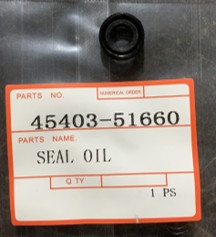 PARTS NO.
NUMERICAL ORDER
45403-51660
PARTS NAME.
SEAL OIL
Q TY
1 PS